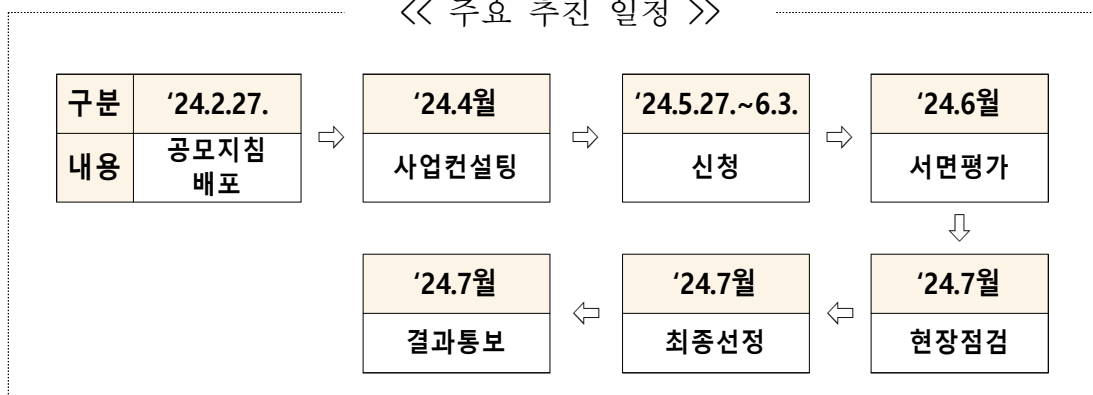 << 주요 추진 일정 >>
구분 '24.2.27. '24.4월 '24.5.27.~6.3. '24.6월
내용 공모지침
배포 사업컨설팅 신청 서면평가
'24.7월 '24.7월 '24.7월
결과통보 최종선정 현장점검